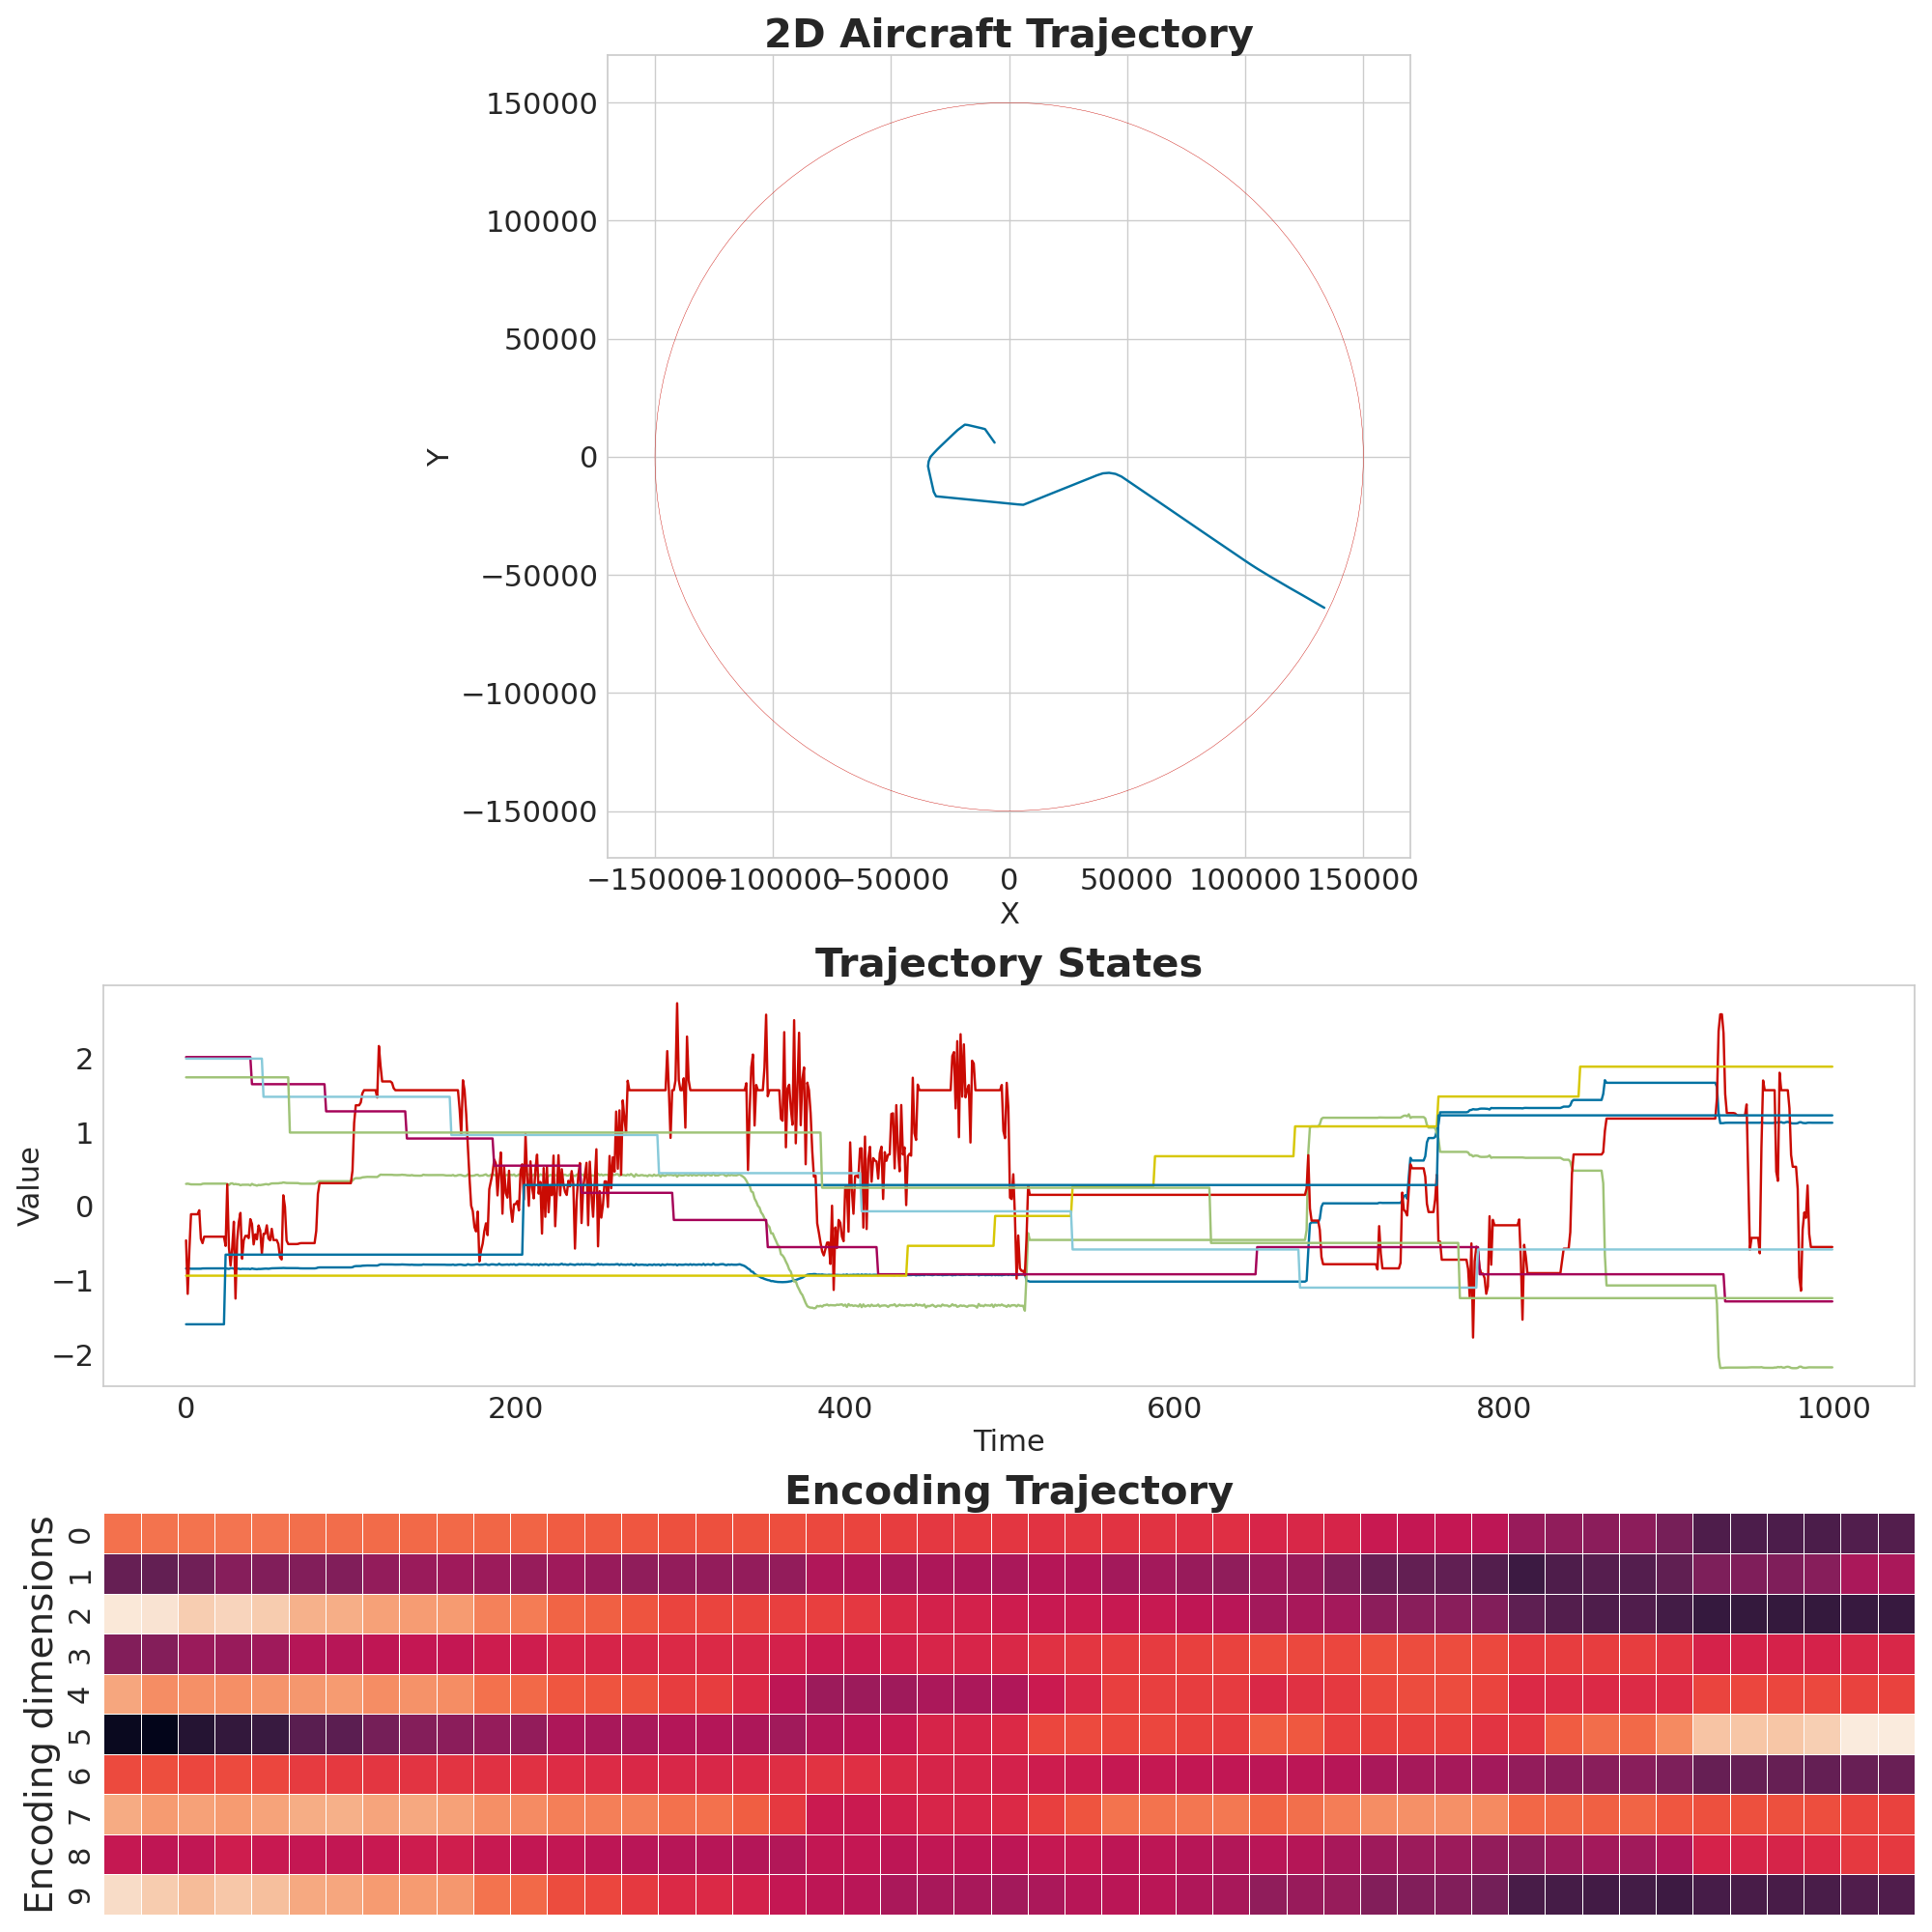 2D Aircraft Trajectory
150000
100000
50000
0
−50000
−100000
−150000
Y
−150000 −100000 −50000 0 50000 100000 150000
X
Trajectory States
2
1
0
−1
−2
Value
0 200 400 600 800 1000
Time
Encoding Trajectory
Encoding dimensions
0
1
2
3
4
5
6
7
8
9